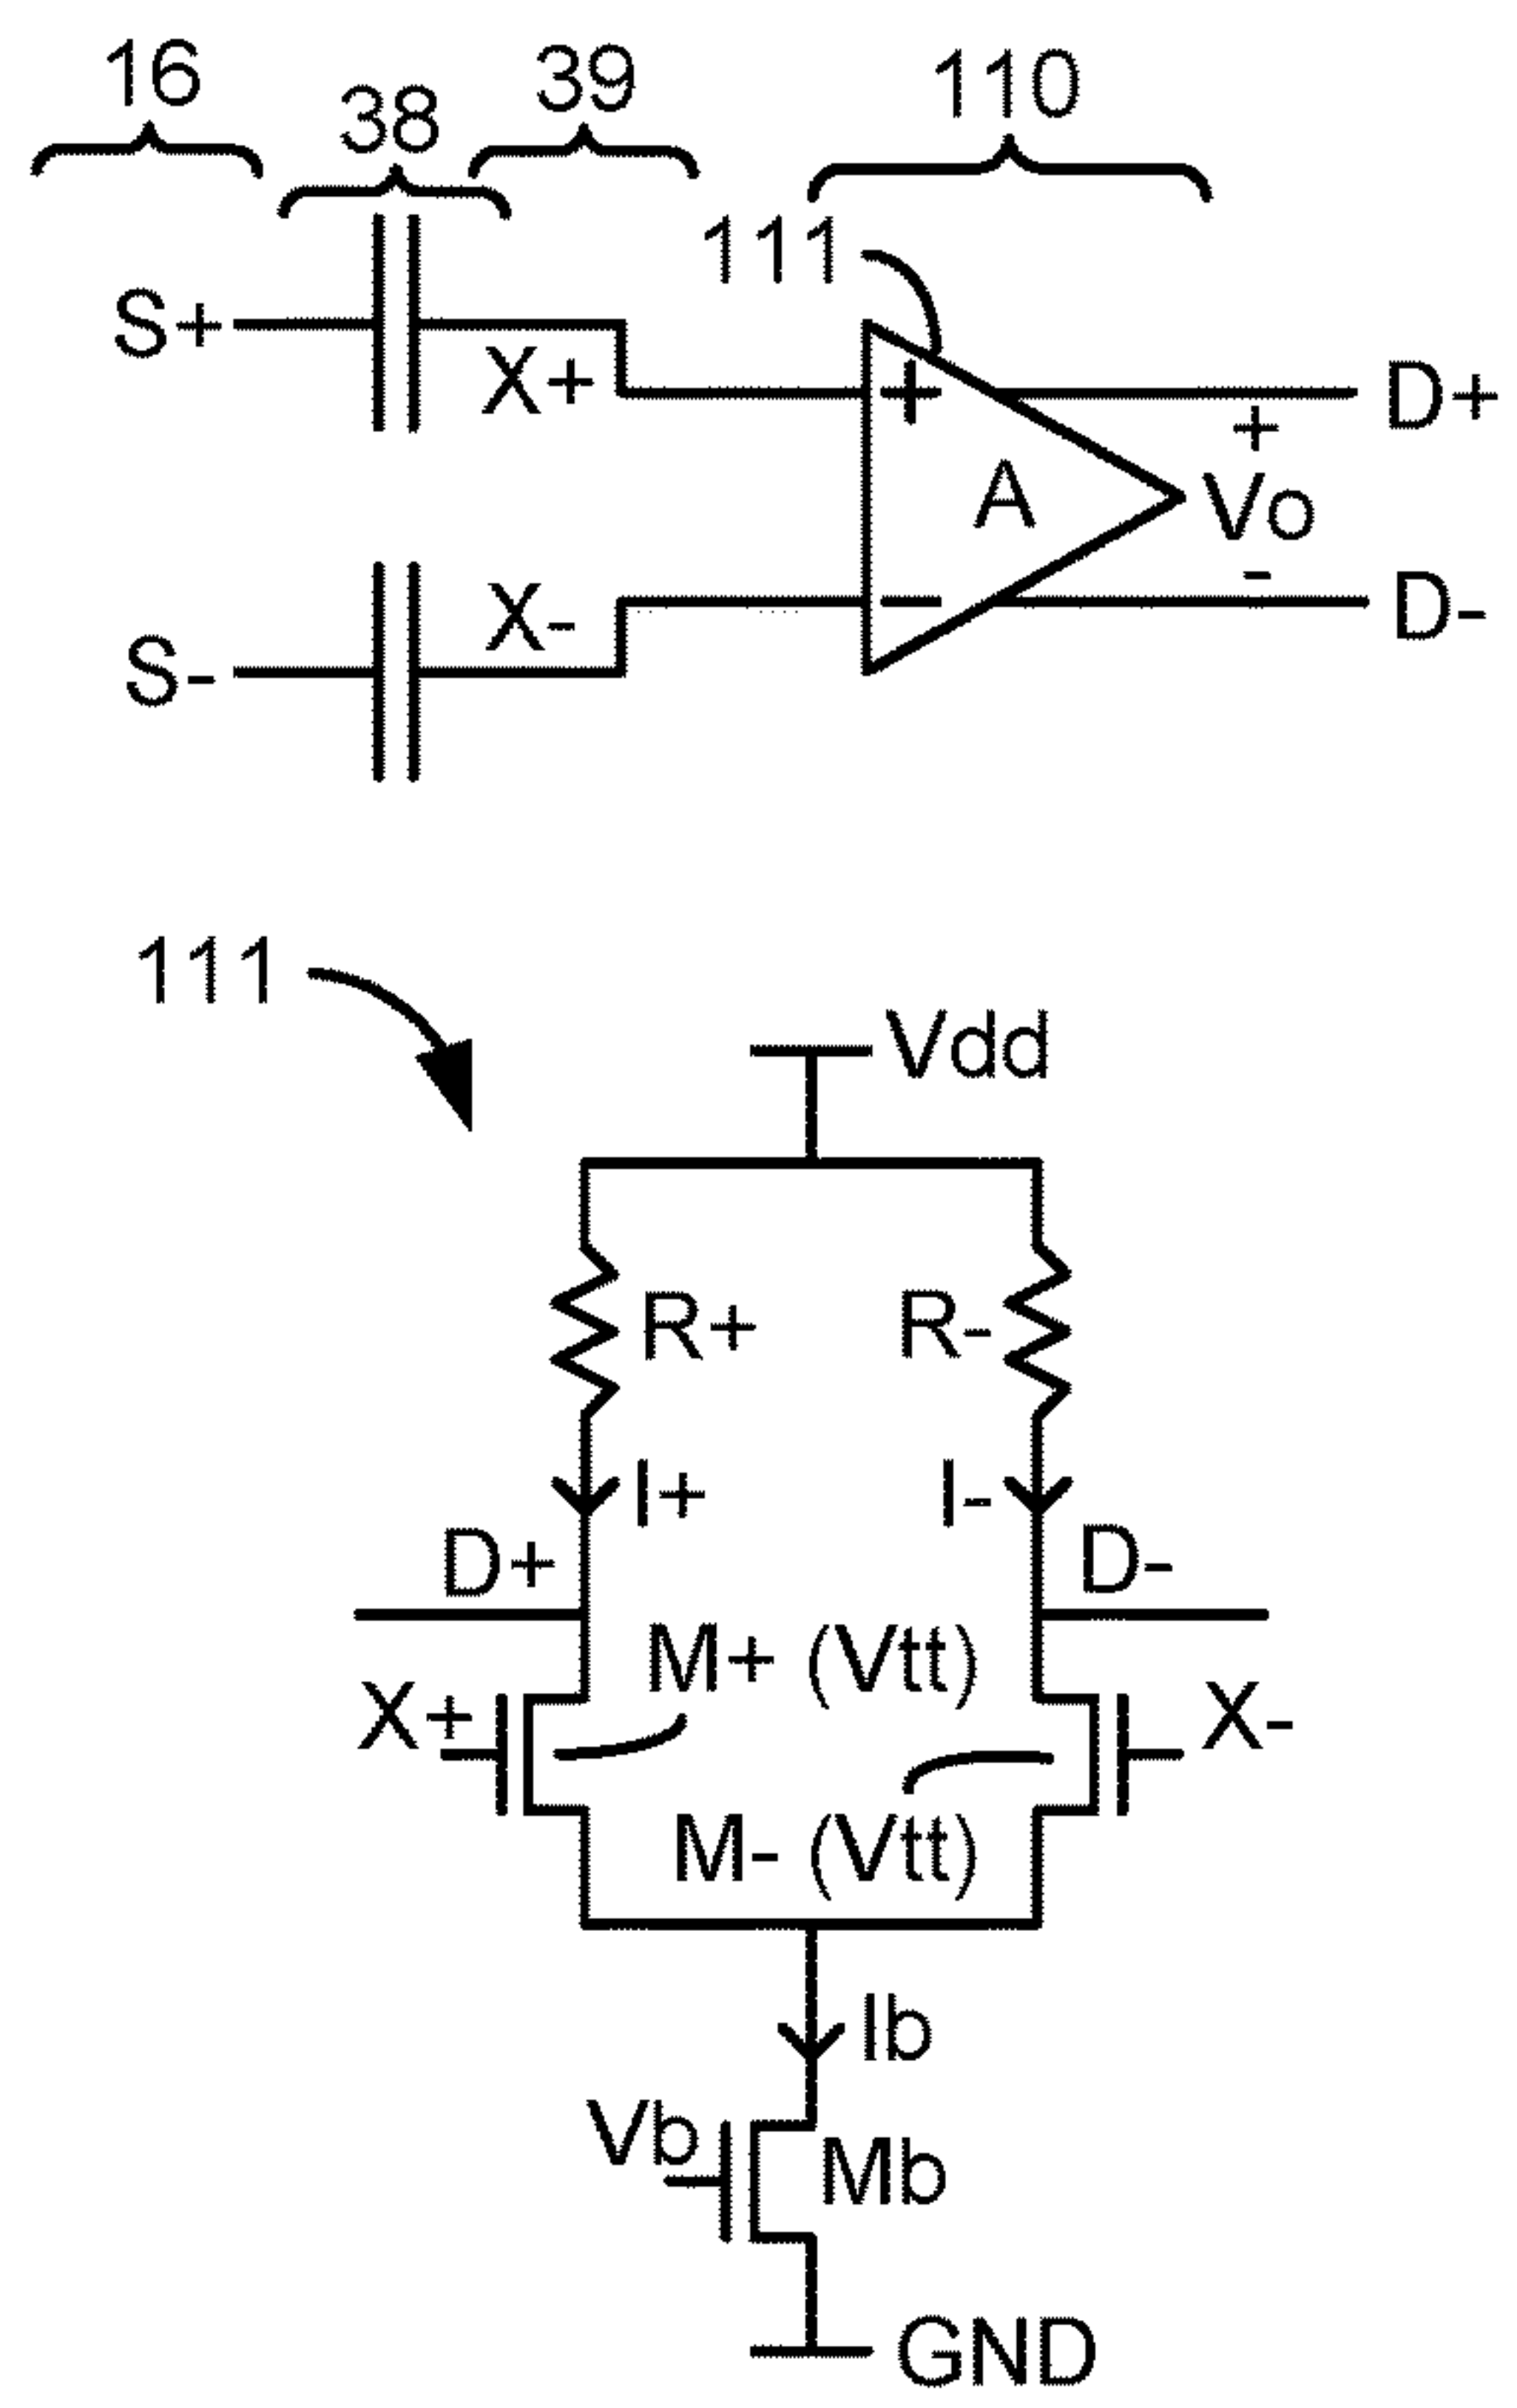 16
38
39
110
111
S+
X+
+
D+
+
A
Vo
-
X-
-
D-
S-
111
Vdd
R+
R-
I+
I-
D+
D-
M+ (Vtt)
X+
X-
M- (Vtt)
Ib
Vb
Mb
GND